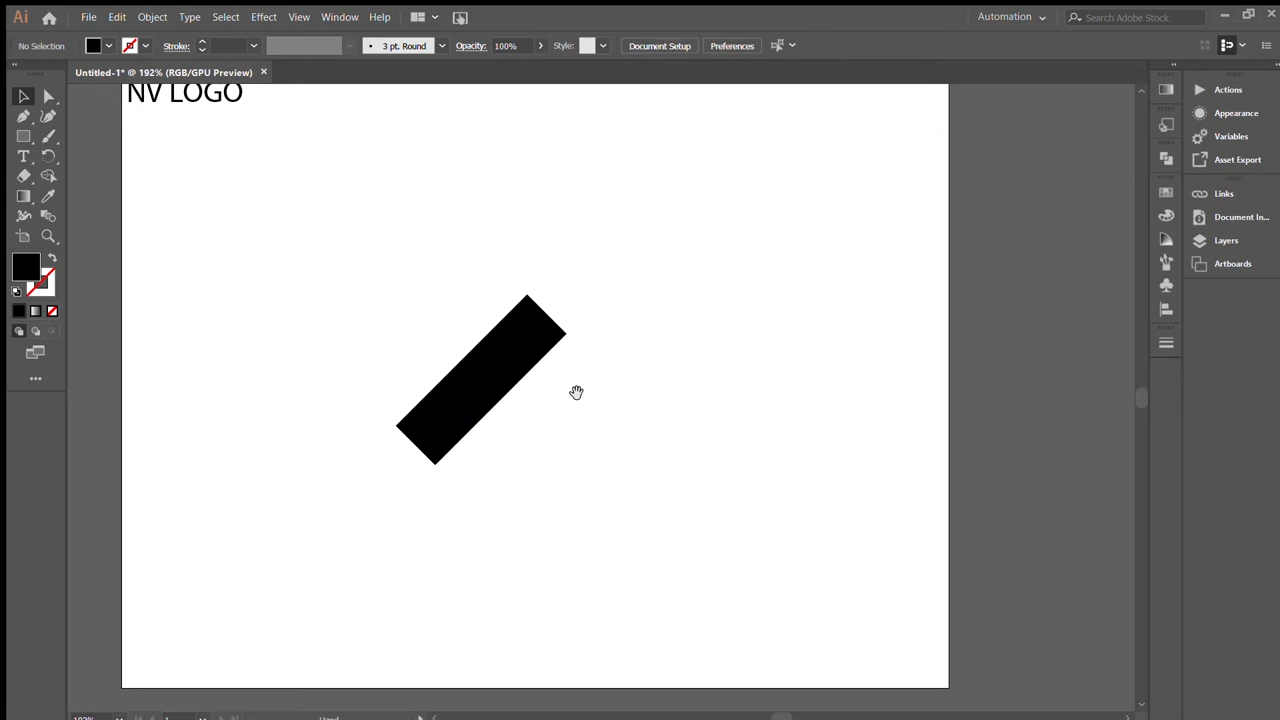 Ai File Edit Object Type Select Effect View Window Help Automation Search Adobe Stock
No Selection Stroke: 3 pt. Round Opacity: 100% Style: Document Setup Preferences
Untitled-1* @ 192% (RGB/GPU Preview)
NV LOGO
Actions
Appearance
Variables
Asset Export
Links
Document In...
Layers
Artboards
192% 1 Hand